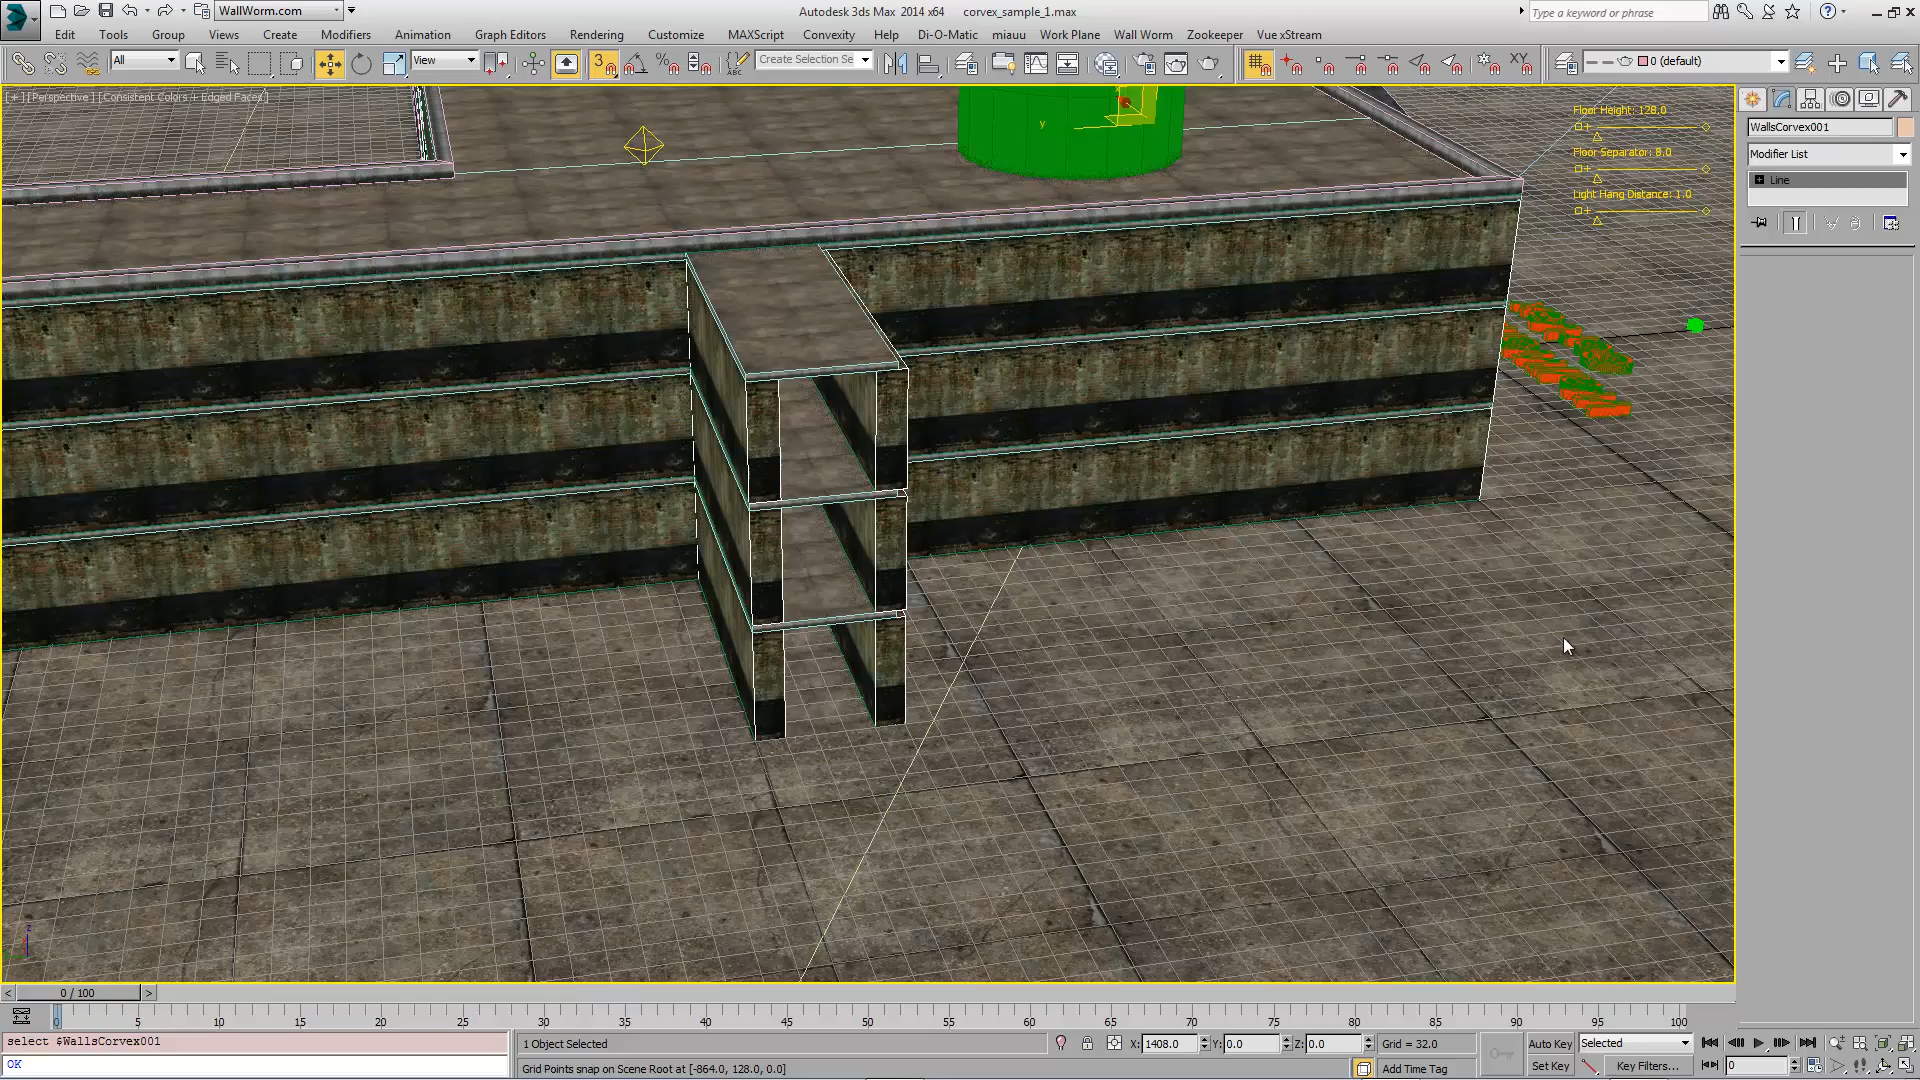 WallWorm.com
Autodesk 3ds Max 2014 x64 corvex_sample_1.max
Type a keyword or phrase
Edit Tools Group Views Create Modifiers Animation Graph Editors Rendering Customize MAXScript Convexity Help Di-O-Matic miauu Work Plane Wall Worm Zookeeper Vue xStream
All View 3 Create Selection Se XY 0 (default)
[ + ] [ Perspective ] [ Consistent Colors + Edged Faces ]
y
Floor Height: 128.0
Floor Separator: 8.0
Light Hang Distance: 1.0
WallsCorvex001
Modifier List
Line
z
< 0 / 100 >
0 5 10 15 20 25 30 35 40 45 50 55 60 65 70 75 80 85 90 95 100
select $WallsCorvex001
OK
1 Object Selected X: 1408.0 Y: 0.0 Z: 0.0 Grid = 32.0 Auto Key Selected
Grid Points snap on Scene Root at [-864.0, 128.0, 0.0] Add Time Tag Set Key Key Filters... 0